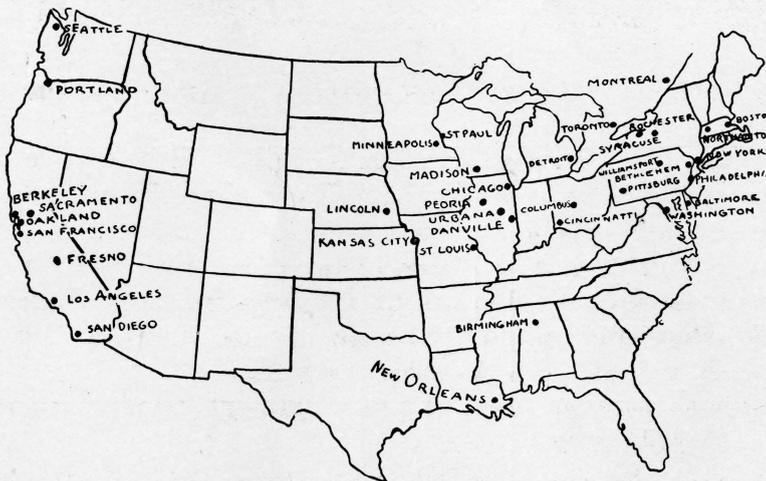 SEATTLE
PORTLAND
MONTREAL
TORONTO
ROCHESTER
BOSTO
ST PAUL
MINNEAPOLIS
SYRACUSE
DETROIT
NEW YORK
WILLIAMSPORT
BETHLEHEM
MADISON
CHICAGO
PITTSBURG
PHILADELPHIA
BERKELEY
SACRAMENTO
OAKLAND
SAN FRANCISCO
PEORIA
LINCOLN
URBANA
COLUMBUS
BALTIMORE
WASHINGTON
DANVILLE
CINCINNATTI
KANSAS CITY
ST LOUIS
FRESNO
LOS ANGELES
SAN DIEGO
BIRMINGHAM
NEW ORLEANS